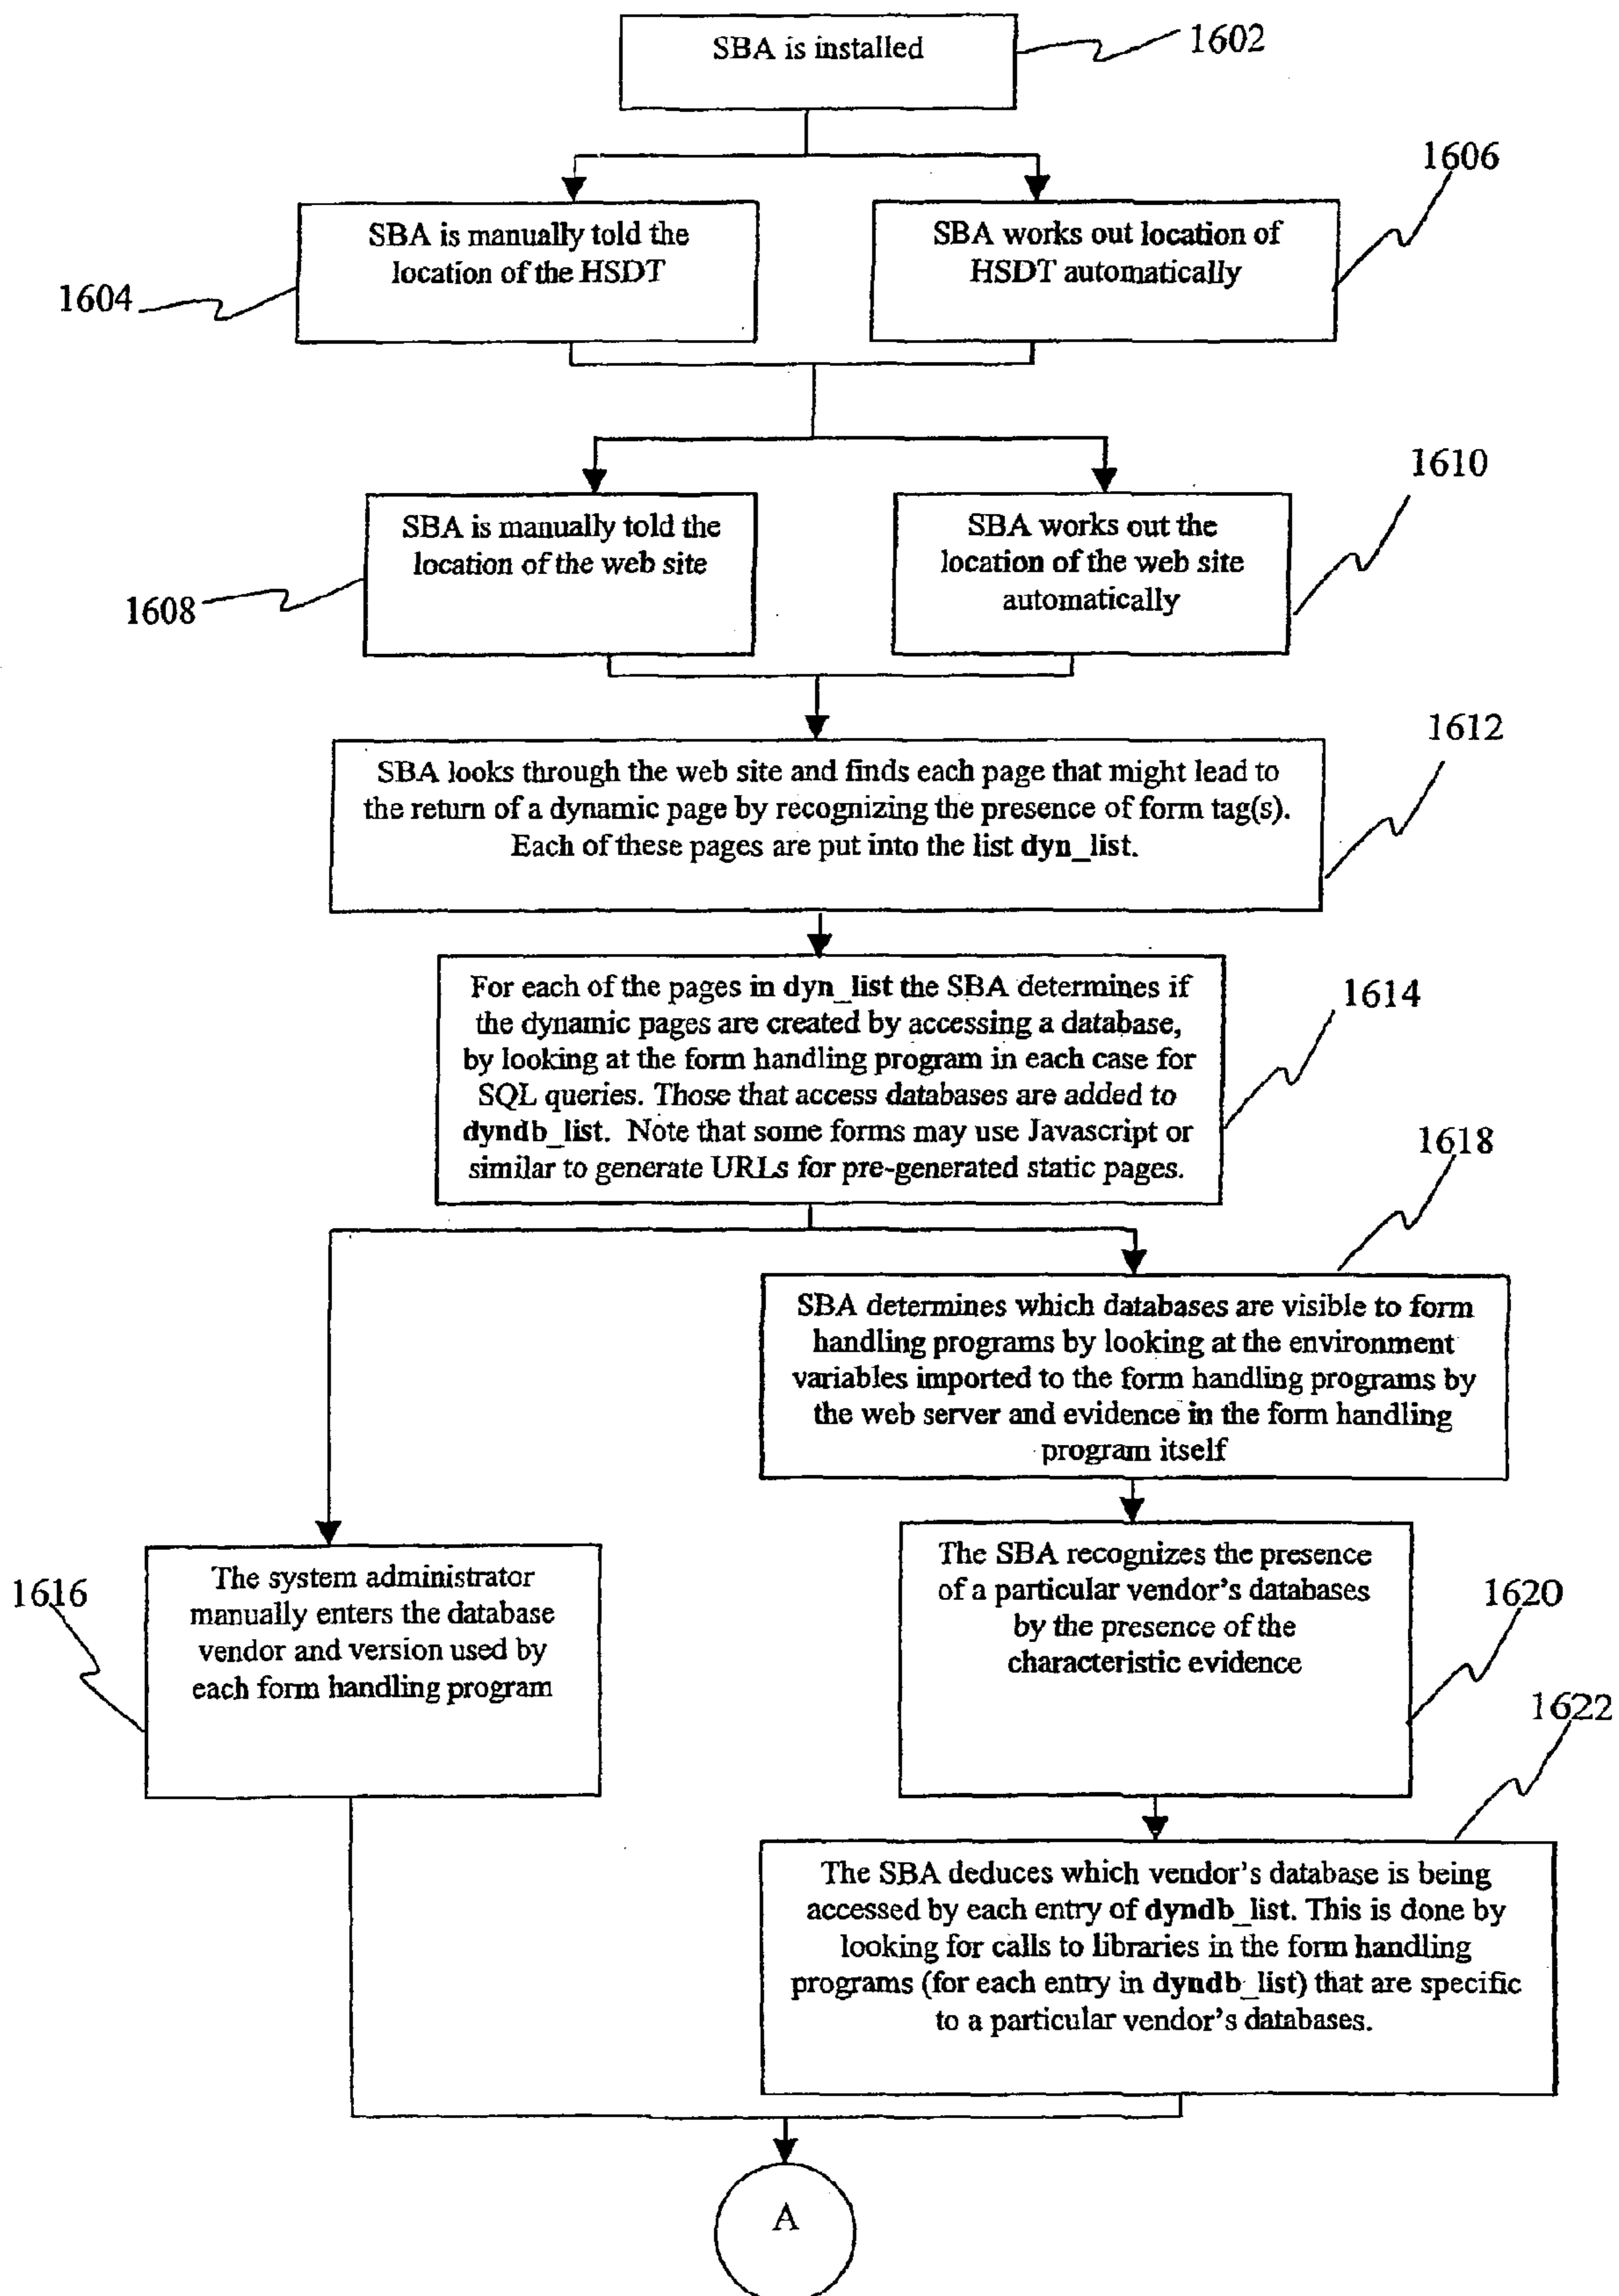 SBA is installed
1602
1606
SBA is manually told the
location of the HSDT
SBA works out location of
HSDT automatically
1604
1610
SBA is manually told the
location of the web site
SBA works out the
location of the web site
automatically
1608
1612
SBA looks through the web site and finds each page that might lead to
the return of a dynamic page by recognizing the presence of form tag(s).
Each of these pages are put into the list dyn_list.
1614
For each of the pages in dyn_list the SBA determines if
the dynamic pages are created by accessing a database,
by looking at the form handling program in each case for
SQL queries. Those that access databases are added to
dyndb_list. Note that some forms may use Javascript or
similar to generate URLs for pre-generated static pages.
1618
SBA determines which databases are visible to form
handling programs by looking at the environment
variables imported to the form handling programs by
the web server and evidence in the form handling
program itself
1616
The system administrator
manually enters the database
vendor and version used by
each form handling program
The SBA recognizes the presence
of a particular vendor's databases
by the presence of the
characteristic evidence
1620
1622
The SBA deduces which vendor's database is being
accessed by each entry of dyndb_list. This is done by
looking for calls to libraries in the form handling
programs (for each entry in dyndb_list) that are specific
to a particular vendor's databases.
A